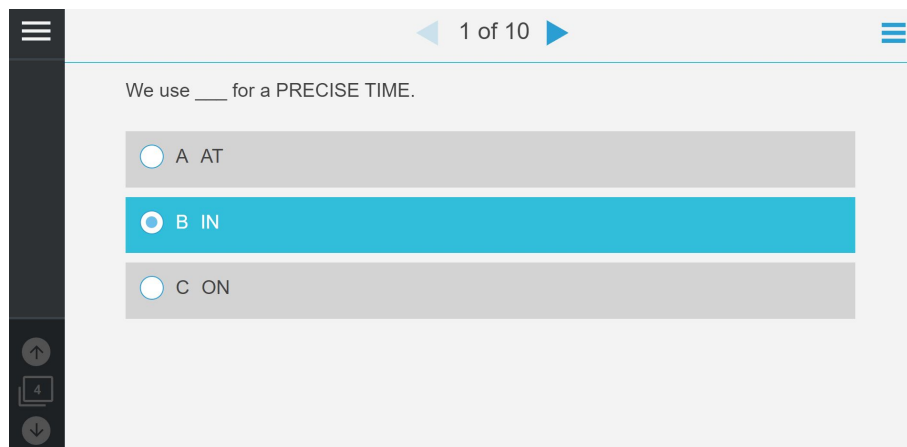 1 of 10
We use ___ for a PRECISE TIME.
A AT
B IN
C ON
4